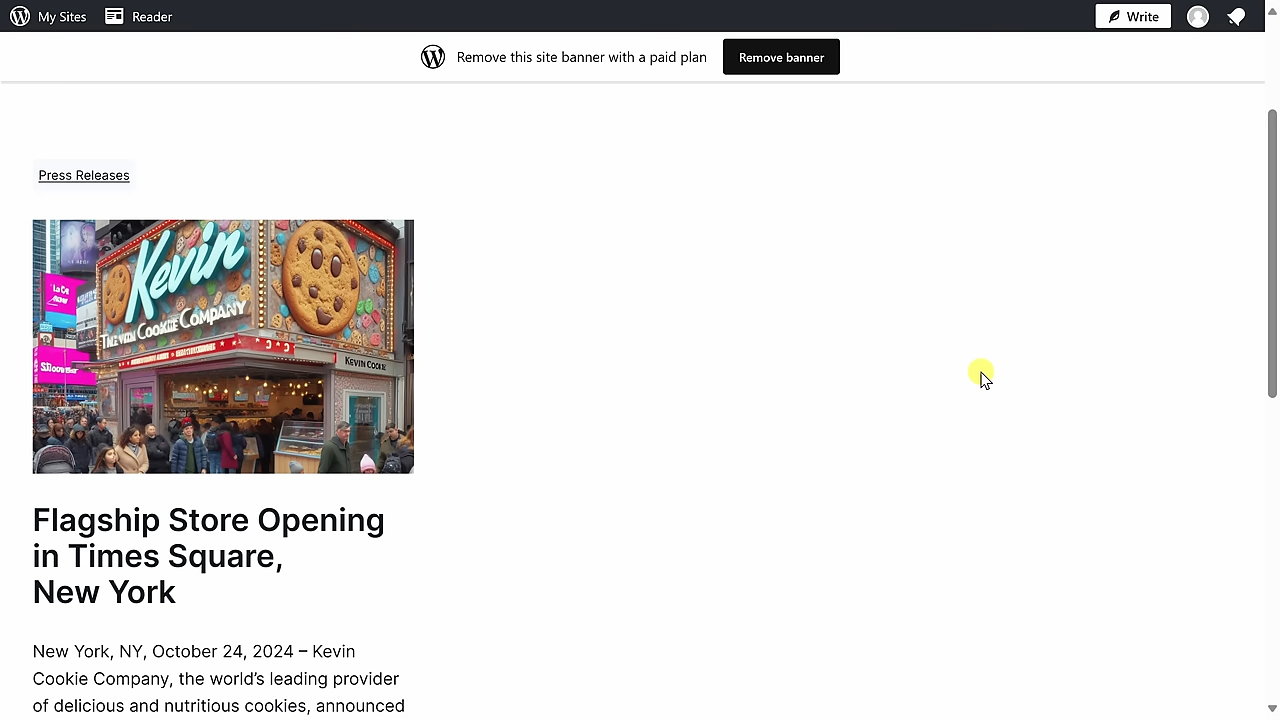 My Sites
Reader
Write
Remove this site banner with a paid plan
Remove banner
Press Releases
Kevin
COOKIE COMPANY
KEVIN COOKIE
Flagship Store Opening
in Times Square,
New York
New York, NY, October 24, 2024 – Kevin
Cookie Company, the world’s leading provider
of delicious and nutritious cookies, announced